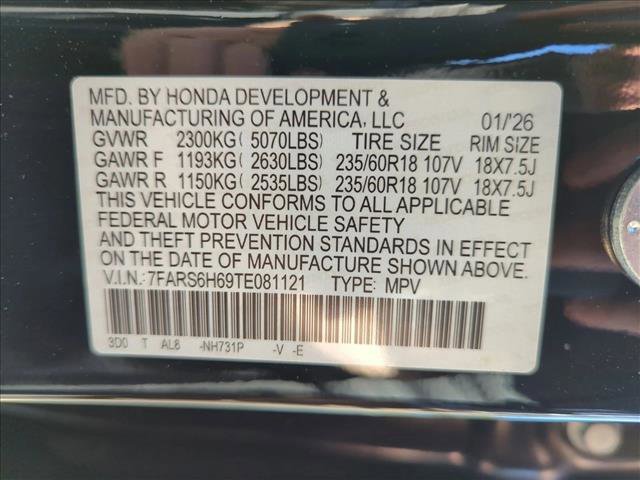 MFD. BY HONDA DEVELOPMENT &
MANUFACTURING OF AMERICA, LLC 01/'26
GVWR 2300KG( 5070LBS) TIRE SIZE RIM SIZE
GAWR F 1193KG( 2630LBS) 235/60R18 107V 18X7.5J
GAWR R 1150KG( 2535LBS) 235/60R18 107V 18X7.5J
THIS VEHICLE CONFORMS TO ALL APPLICABLE
FEDERAL MOTOR VEHICLE SAFETY
AND THEFT PREVENTION STANDARDS IN EFFECT
ON THE DATE OF MANUFACTURE SHOWN ABOVE.
V.I.N.:7FARS6H69TE081121 TYPE: MPV
3D0 T AL8 -NH731P -V -E